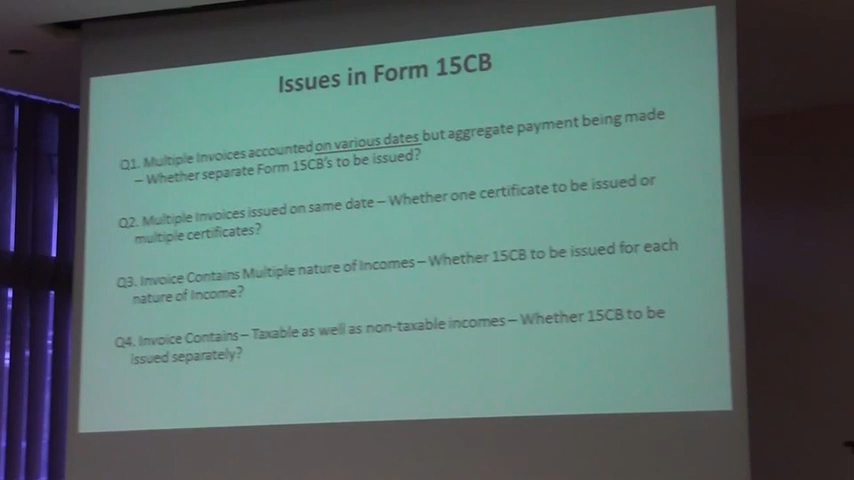 Issues in Form 15CB
Q1. Multiple Invoices accounted on various dates but aggregate payment being made
– Whether separate Form 15CB's to be issued?
Q2. Multiple Invoices issued on same date – Whether one certificate to be issued or
multiple certificates?
Q3. Invoice Contains Multiple nature of Incomes – Whether 15CB to be issued for each
nature of Income?
Q4. Invoice Contains – Taxable as well as non-taxable incomes – Whether 15CB to be
issued separately?